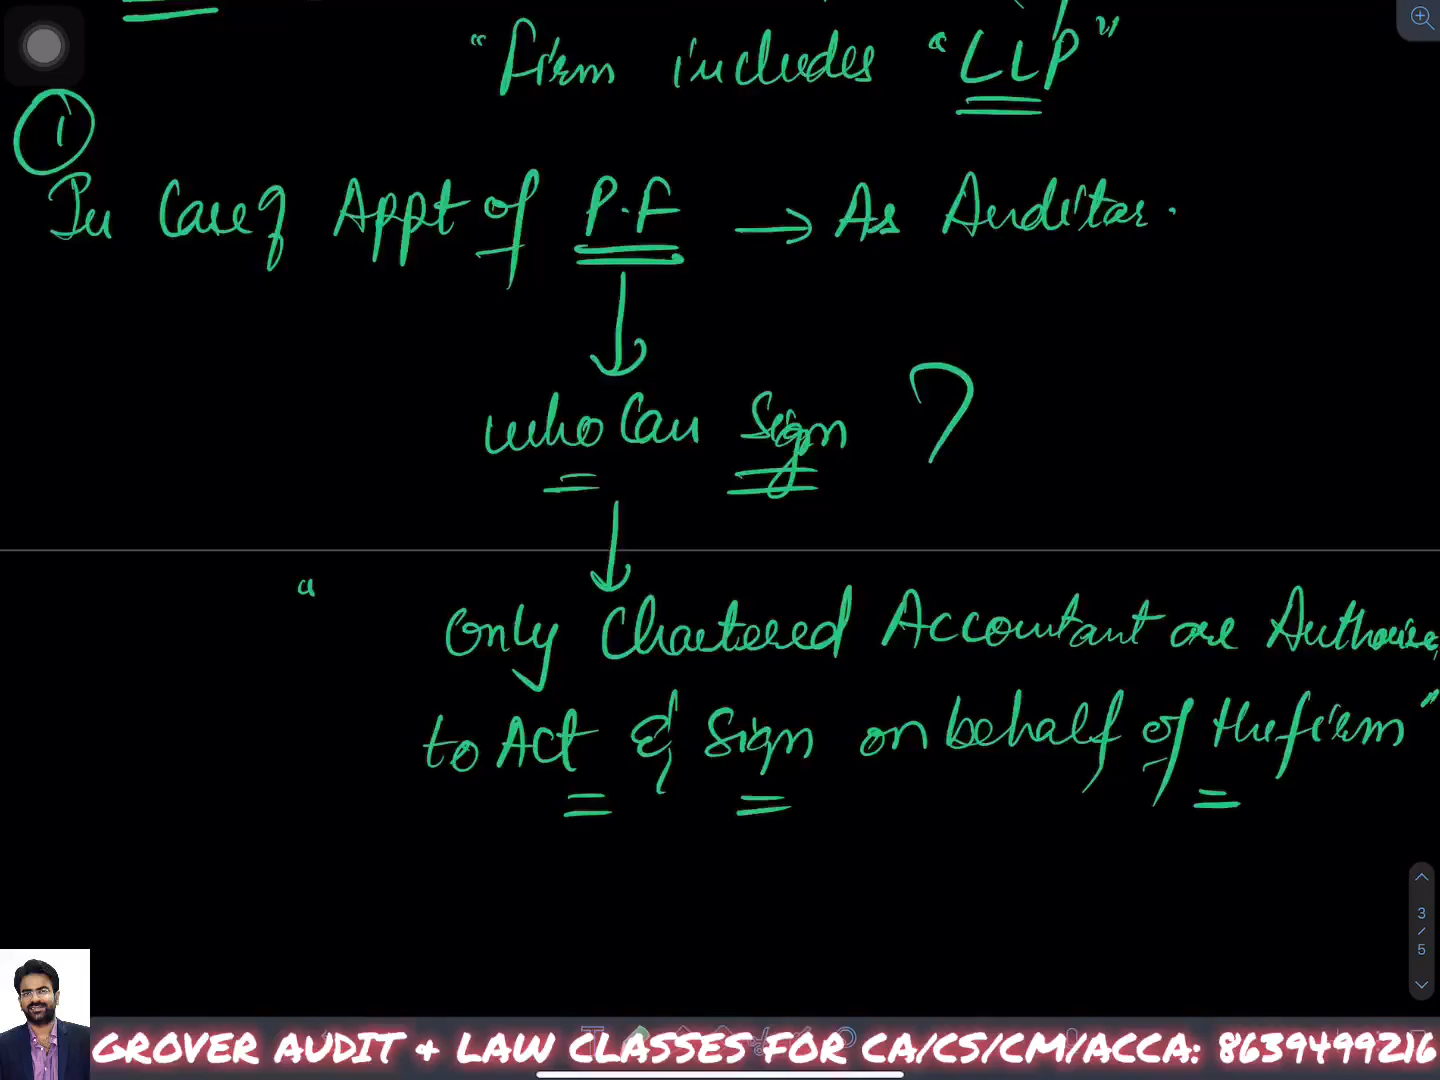 "firm includes "LLP"
1
In Case of Appt of P.F → As Auditor.
who Can Sign ?
"
Only Chartered Accountant are Authorise
to Act & Sign on behalf of the firm"
3
/
5
GROVER AUDIT + LAW CLASSES FOR CA/CS/CM/ACCA: 8639499216